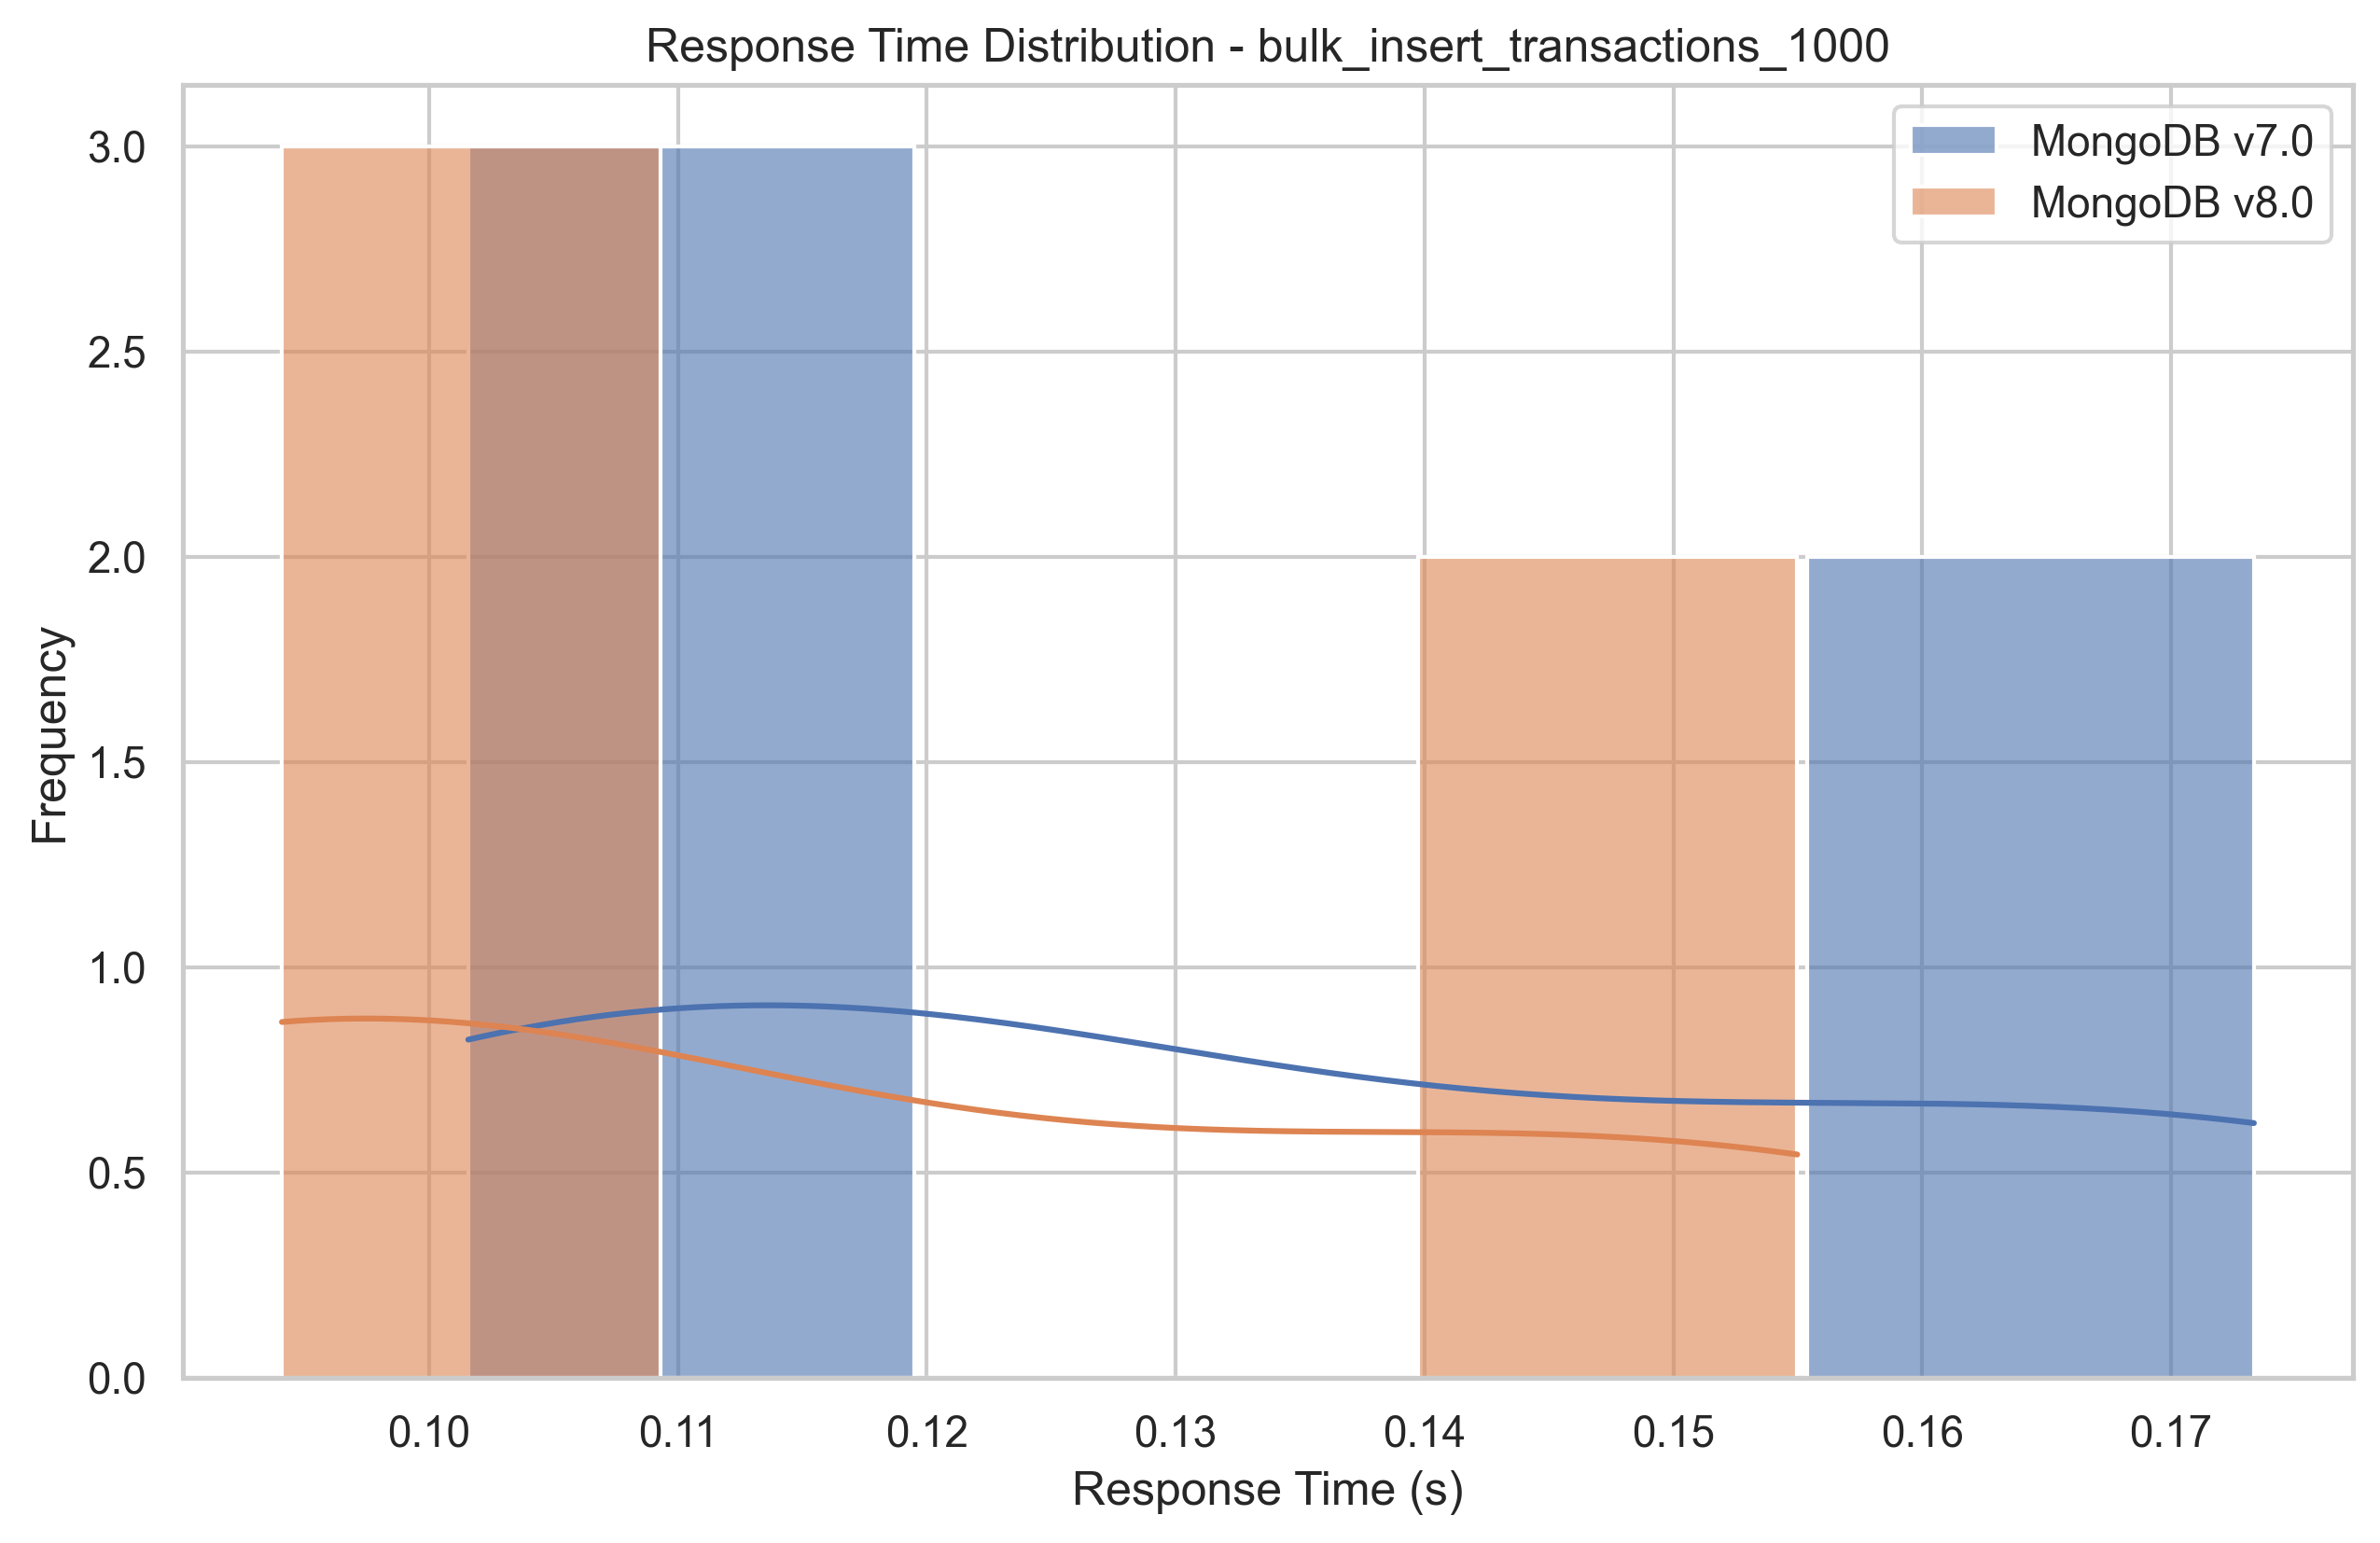 Response Time Distribution - bulk_insert_transactions_1000
MongoDB v7.0
MongoDB v8.0
Frequency
3.0
2.5
2.0
1.5
1.0
0.5
0.0
0.10 0.11 0.12 0.13 0.14 0.15 0.16 0.17
Response Time (s)